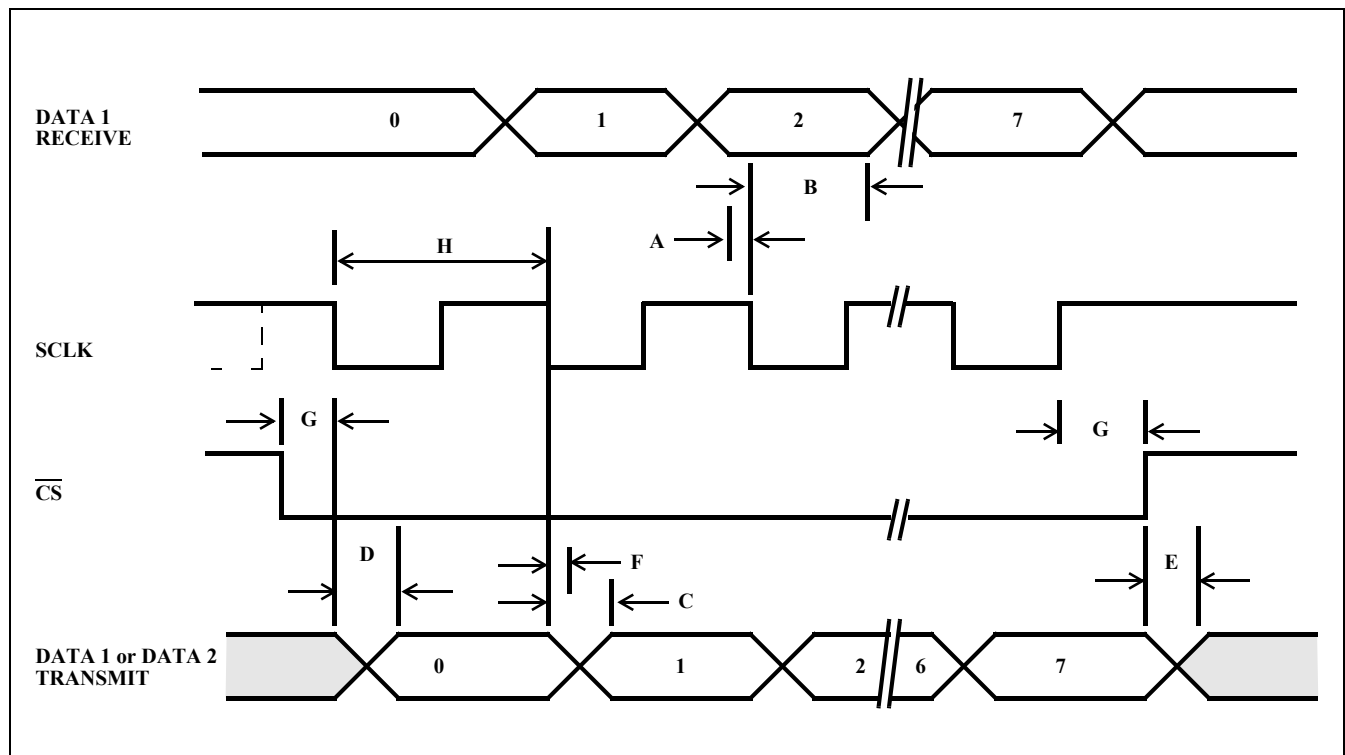 DATA 1
RECEIVE
0
1
2
7
B
A
H
SCLK
G
G
CS
D
F
E
C
DATA 1 or DATA 2
TRANSMIT
0
1
2
6
7